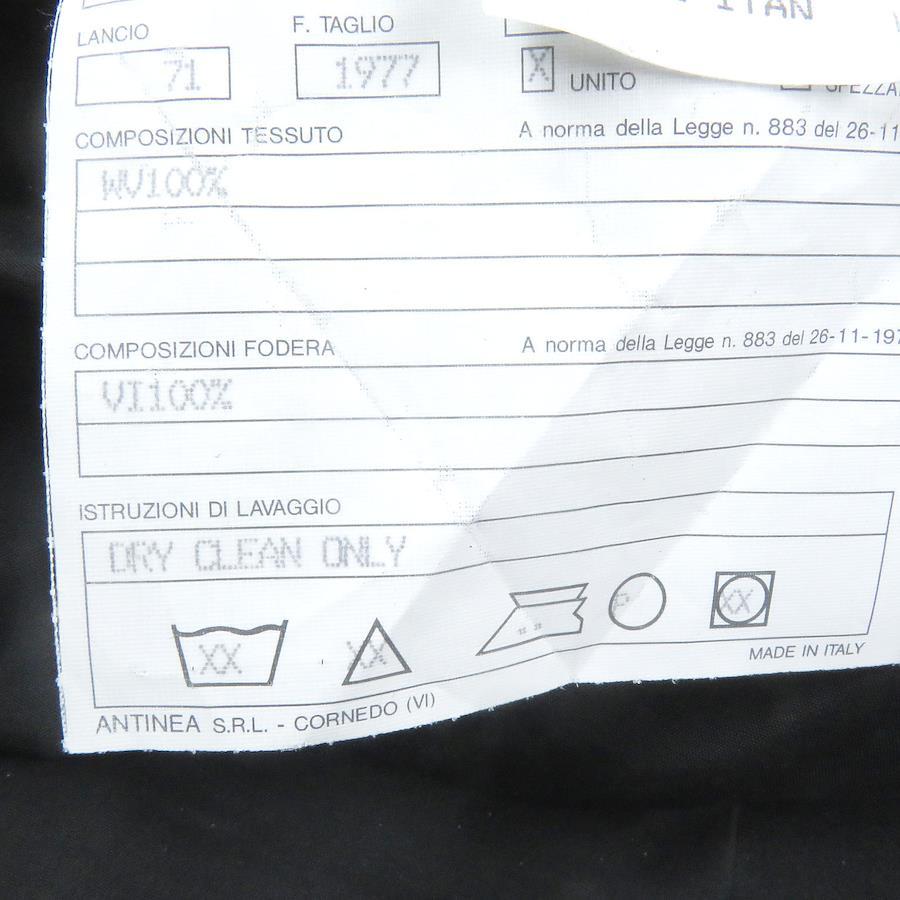 ITAN
LANCIO F. TAGLIO
71 1977 X UNITO
COMPOSIZIONI TESSUTO A norma della Legge n. 883 del 26-11
WV100%
COMPOSIZIONI FODERA A norma della Legge n. 883 del 26-11-197
VI100%
ISTRUZIONI DI LAVAGGIO
DRY CLEAN ONLY
XX XX P XX
MADE IN ITALY
ANTINEA S.R.L. - CORNEDO (VI)